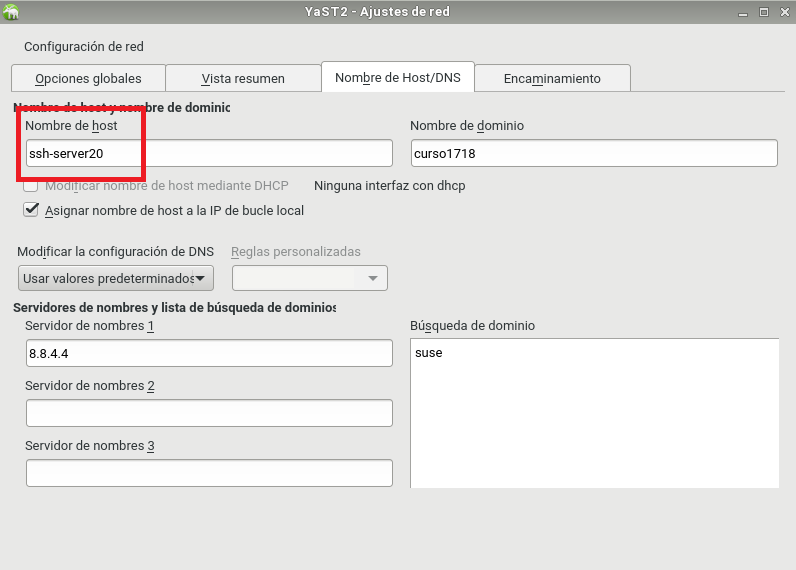 YaST2 - Ajustes de red
Configuración de red
Opciones globales
Vista resumen
Nombre de Host/DNS
Encaminamiento
Nombre de host y nombre de dominio
Nombre de host
Nombre de dominio
ssh-server20
curso1718
Modificar nombre de host mediante DHCP
Ninguna interfaz con dhcp
Asignar nombre de host a la IP de bucle local
Modificar la configuración de DNS
Reglas personalizadas
Usar valores predeterminados
Servidores de nombres y lista de búsqueda de dominios
Servidor de nombres 1
Búsqueda de dominio
8.8.4.4
suse
Servidor de nombres 2
Servidor de nombres 3